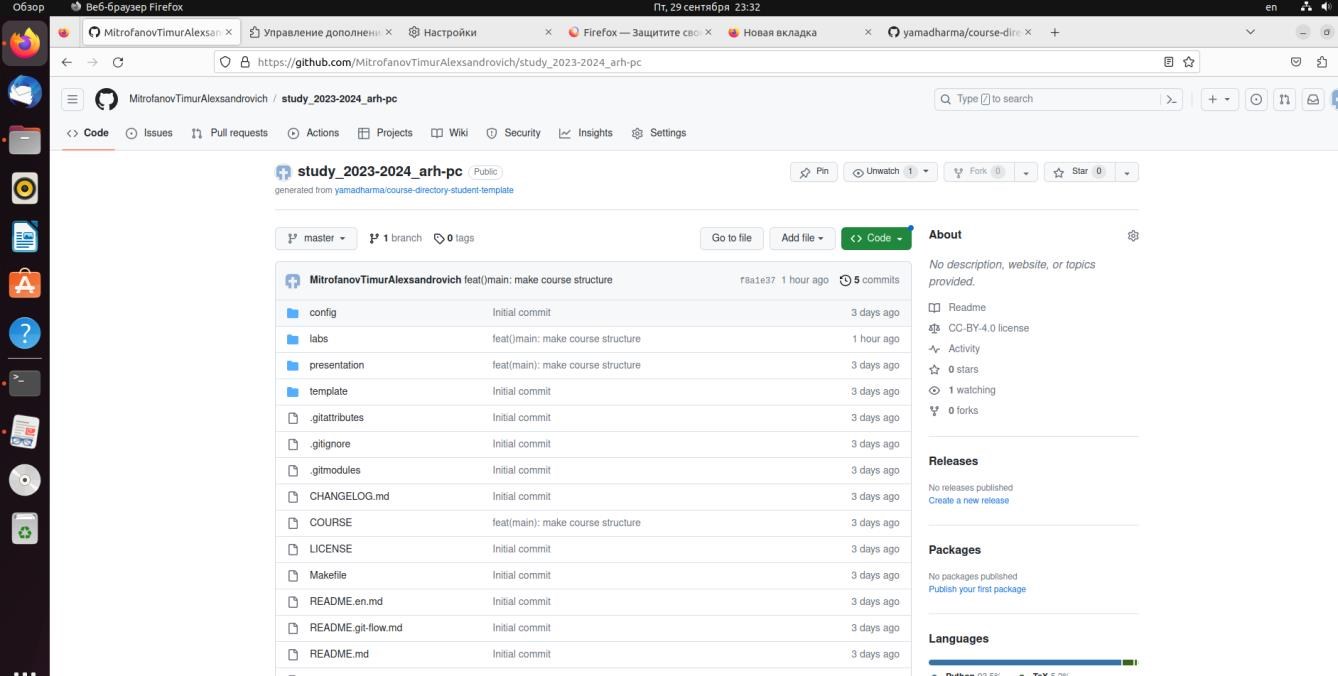 Обзор Веб-браузер Firefox Пт, 29 сентября 23:32 en
MitrofanovTimurAlexsan Управление дополнени Настройки Firefox — Защитите сво Новая вкладка yamadharma/course-dire
https://github.com/MitrofanovTimurAlexsandrovich/study_2023-2024_arh-pc
MitrofanovTimurAlexsandrovich / study_2023-2024_arh-pc Type / to search
Code Issues Pull requests Actions Projects Wiki Security Insights Settings
study_2023-2024_arh-pc Public Pin Unwatch 1 Fork 0 Star 0
generated from yamadharma/course-directory-student-template
master 1 branch 0 tags Go to file Add file Code About
No description, website, or topics
provided.
MitrofanovTimurAlexsandrovich feat()main: make course structure f8a1e37 1 hour ago 5 commits
config Initial commit 3 days ago
labs feat()main: make course structure 1 hour ago
presentation feat(main): make course structure 3 days ago
template Initial commit 3 days ago
.gitattributes Initial commit 3 days ago
.gitignore Initial commit 3 days ago
.gitmodules Initial commit 3 days ago
CHANGELOG.md Initial commit 3 days ago
COURSE feat(main): make course structure 3 days ago
LICENSE Initial commit 3 days ago
Makefile Initial commit 3 days ago
README.en.md Initial commit 3 days ago
README.git-flow.md Initial commit 3 days ago
README.md Initial commit 3 days ago
Readme
CC-BY-4.0 license
Activity
0 stars
1 watching
0 forks
Releases
No releases published
Create a new release
Packages
No packages published
Publish your first package
Languages
Python 93.5% TeX 5.2%